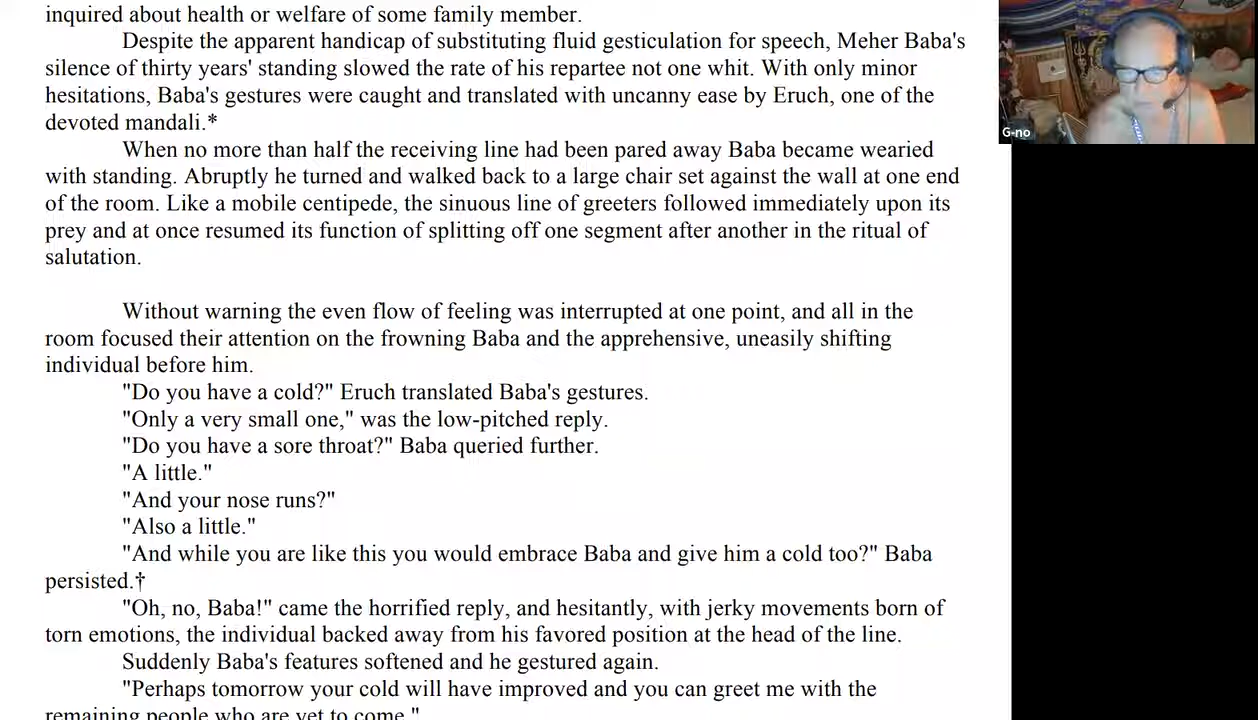 inquired about health or welfare of some family member.
Despite the apparent handicap of substituting fluid gesticulation for speech, Meher Baba's
silence of thirty years' standing slowed the rate of his repartee not one whit. With only minor
hesitations, Baba's gestures were caught and translated with uncanny ease by Eruch, one of the
devoted mandali.*
When no more than half the receiving line had been pared away Baba became wearied
with standing. Abruptly he turned and walked back to a large chair set against the wall at one end
of the room. Like a mobile centipede, the sinuous line of greeters followed immediately upon its
prey and at once resumed its function of splitting off one segment after another in the ritual of
salutation.
Without warning the even flow of feeling was interrupted at one point, and all in the
room focused their attention on the frowning Baba and the apprehensive, uneasily shifting
individual before him.
"Do you have a cold?" Eruch translated Baba's gestures.
"Only a very small one," was the low-pitched reply.
"Do you have a sore throat?" Baba queried further.
"A little."
"And your nose runs?"
"Also a little."
"And while you are like this you would embrace Baba and give him a cold too?" Baba
persisted.†
"Oh, no, Baba!" came the horrified reply, and hesitantly, with jerky movements born of
torn emotions, the individual backed away from his favored position at the head of the line.
Suddenly Baba's features softened and he gestured again.
"Perhaps tomorrow your cold will have improved and you can greet me with the
remaining people who are yet to come."
G-no